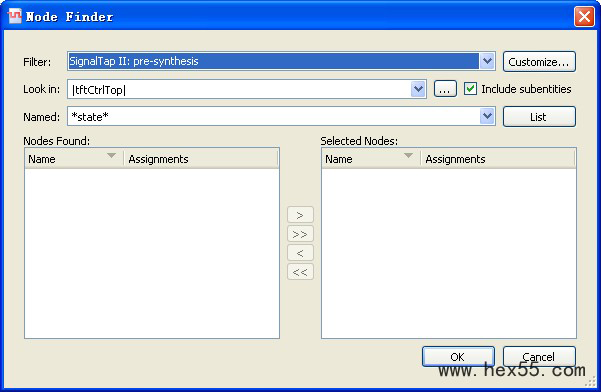 Node Finder
Filter: SignalTap II: pre-synthesis Customize...
Look in: |tftCtrlTop| ... Include subentities
Named: *state* List
Nodes Found: Selected Nodes:
Name Assignments Name Assignments
>
>>
<
<<
OK Cancel
www.hex55.com